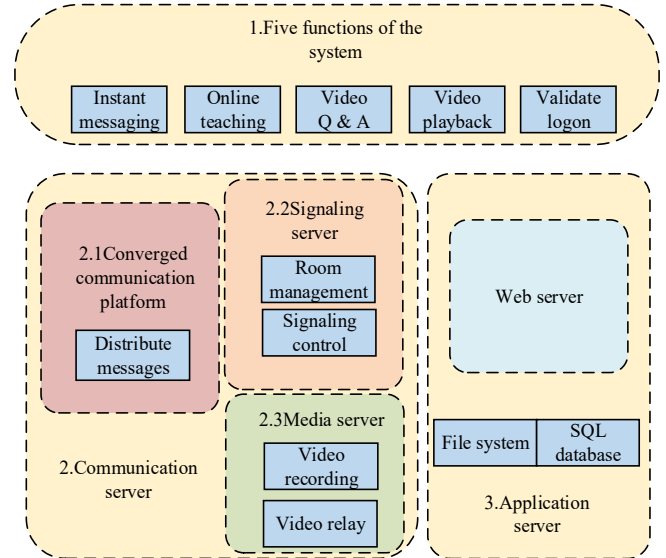 1.Five functions of the
system
Instant
messaging
Online
teaching
Video
Q & A
Video
playback
Validate
logon
2.1Converged
communication
platform
Distribute
messages
2.2Signaling
server
Room
management
Signaling
control
2.3Media server
Video
recording
Video relay
2.Communication
server
Web server
File system
SQL
database
3.Application
server